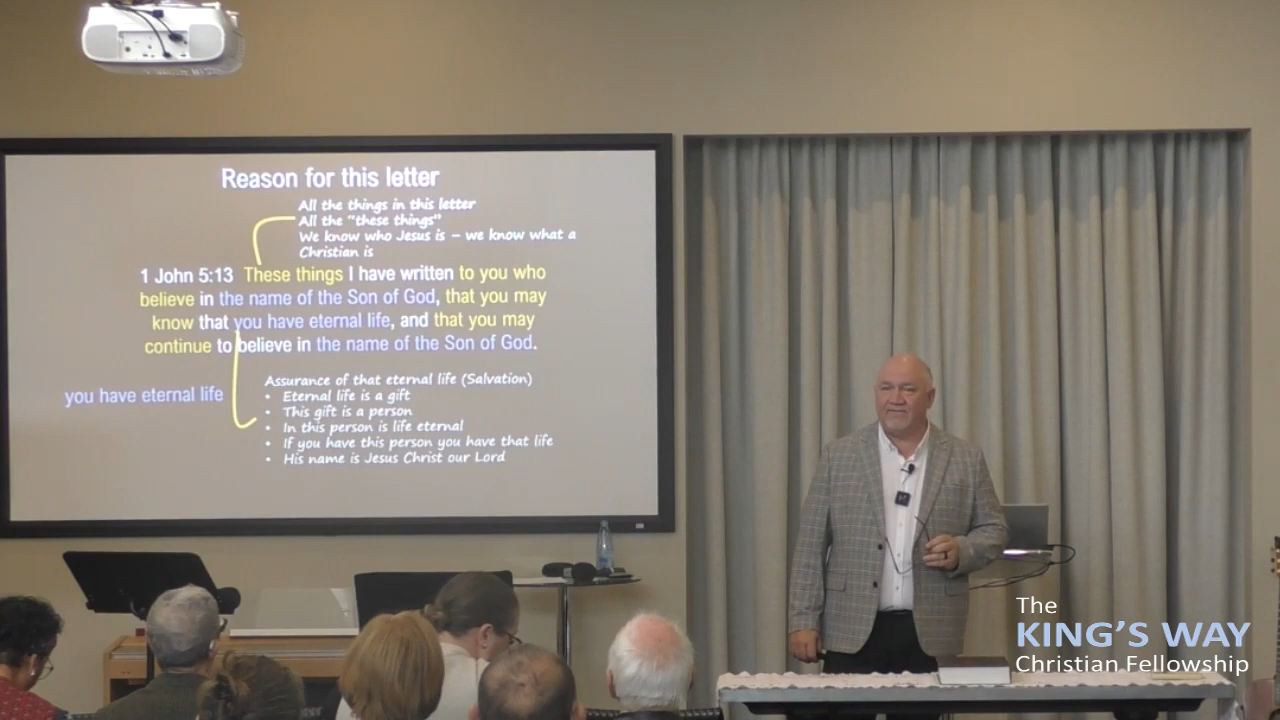 Reason for this letter
All the things in this letter
All the "these things"
We know who Jesus is – we know what a
Christian is
1 John 5:13 These things I have written to you who
believe in the name of the Son of God, that you may
know that you have eternal life, and that you may
continue to believe in the name of the Son of God.
you have eternal life
Assurance of that eternal life (Salvation)
• Eternal life is a gift
• This gift is a person
• In this person is life eternal
• If you have this person you have that life
• His name is Jesus Christ our Lord
The
KING'S WAY
Christian Fellowship